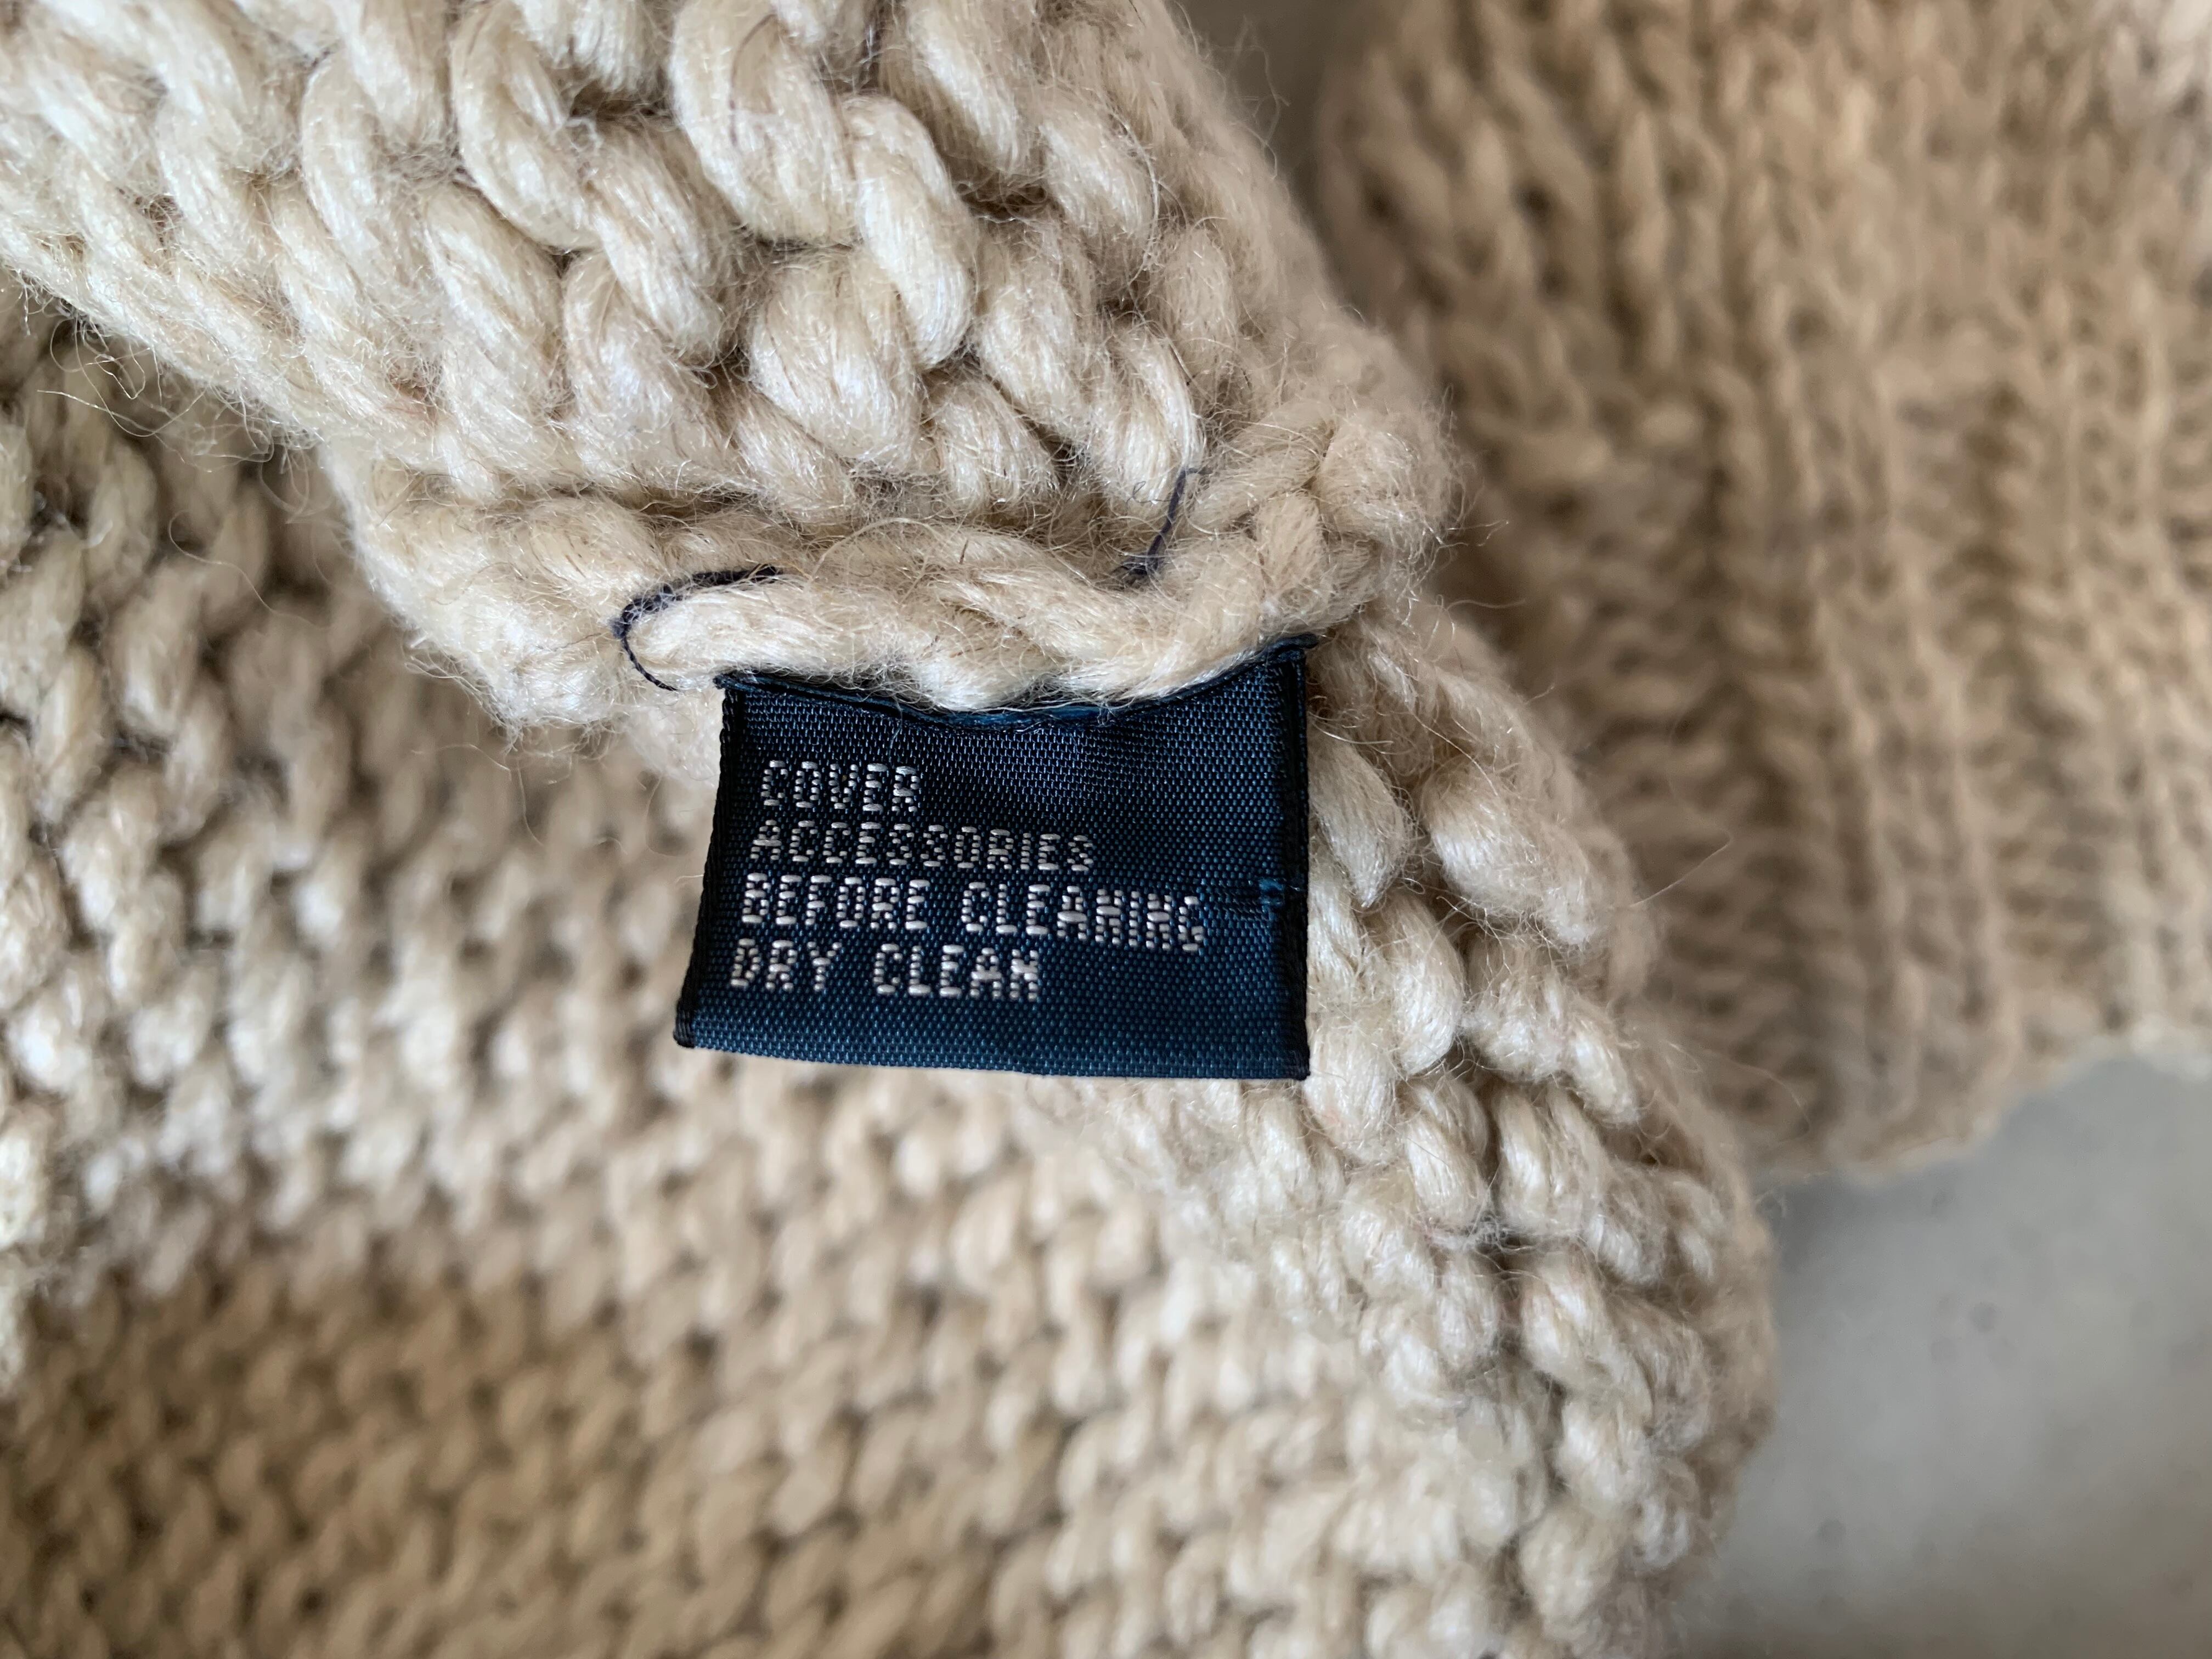 COVER
ACCESSORIES
BEFORE CLEANING
DRY CLEAN